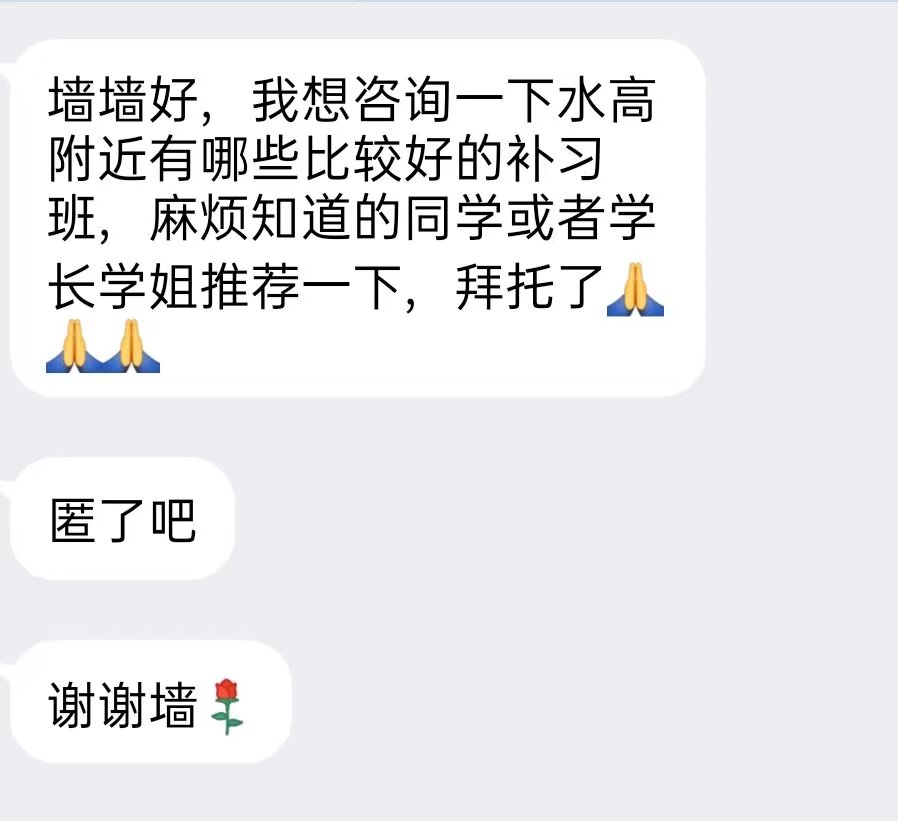 墙墙好，我想咨询一下水高
附近有哪些比较好的补习
班，麻烦知道的同学或者学
长学姐推荐一下，拜托了🙏
🙏🙏
匿了吧
谢谢墙🌹